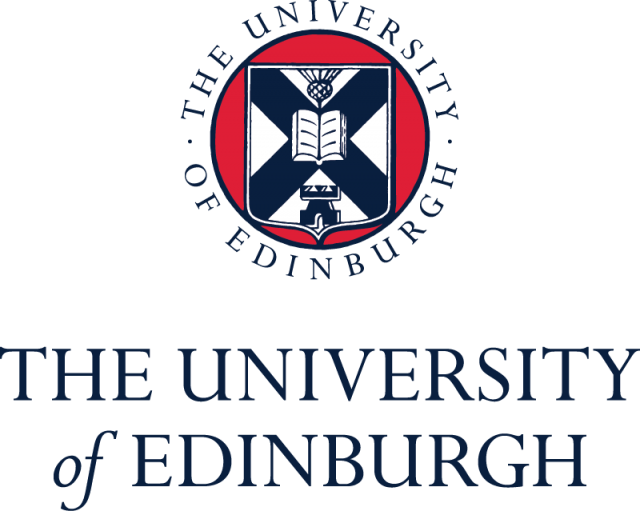 · THE UNIVERSITY ·
OF EDINBURGH
THE UNIVERSITY
of EDINBURGH